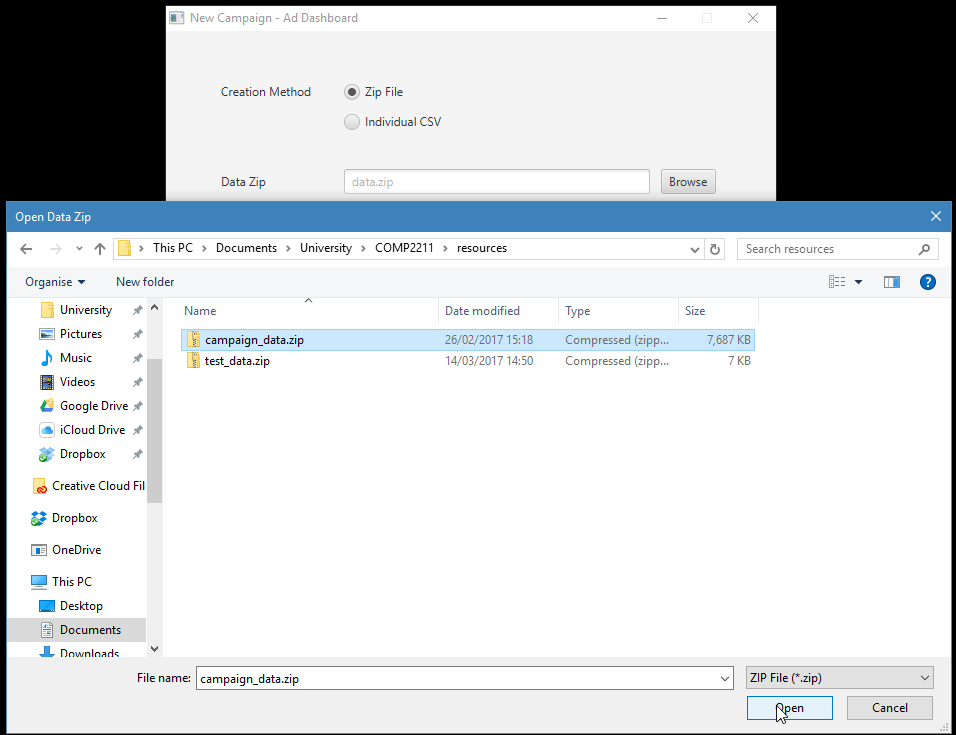 New Campaign - Ad Dashboard
Creation Method Zip File
Individual CSV
Data Zip data.zip Browse
Open Data Zip
This PC Documents University COMP2211 resources Search resources
Organise New folder
University
Pictures
Music
Videos
Google Drive
iCloud Drive
Dropbox
Creative Cloud Fil
Dropbox
OneDrive
This PC
Desktop
Documents
Downloads
Name Date modified Type Size
campaign_data.zip 26/02/2017 15:18 Compressed (zipp... 7,687 KB
test_data.zip 14/03/2017 14:50 Compressed (zipp... 7 KB
File name: campaign_data.zip ZIP File (*.zip)
Open Cancel